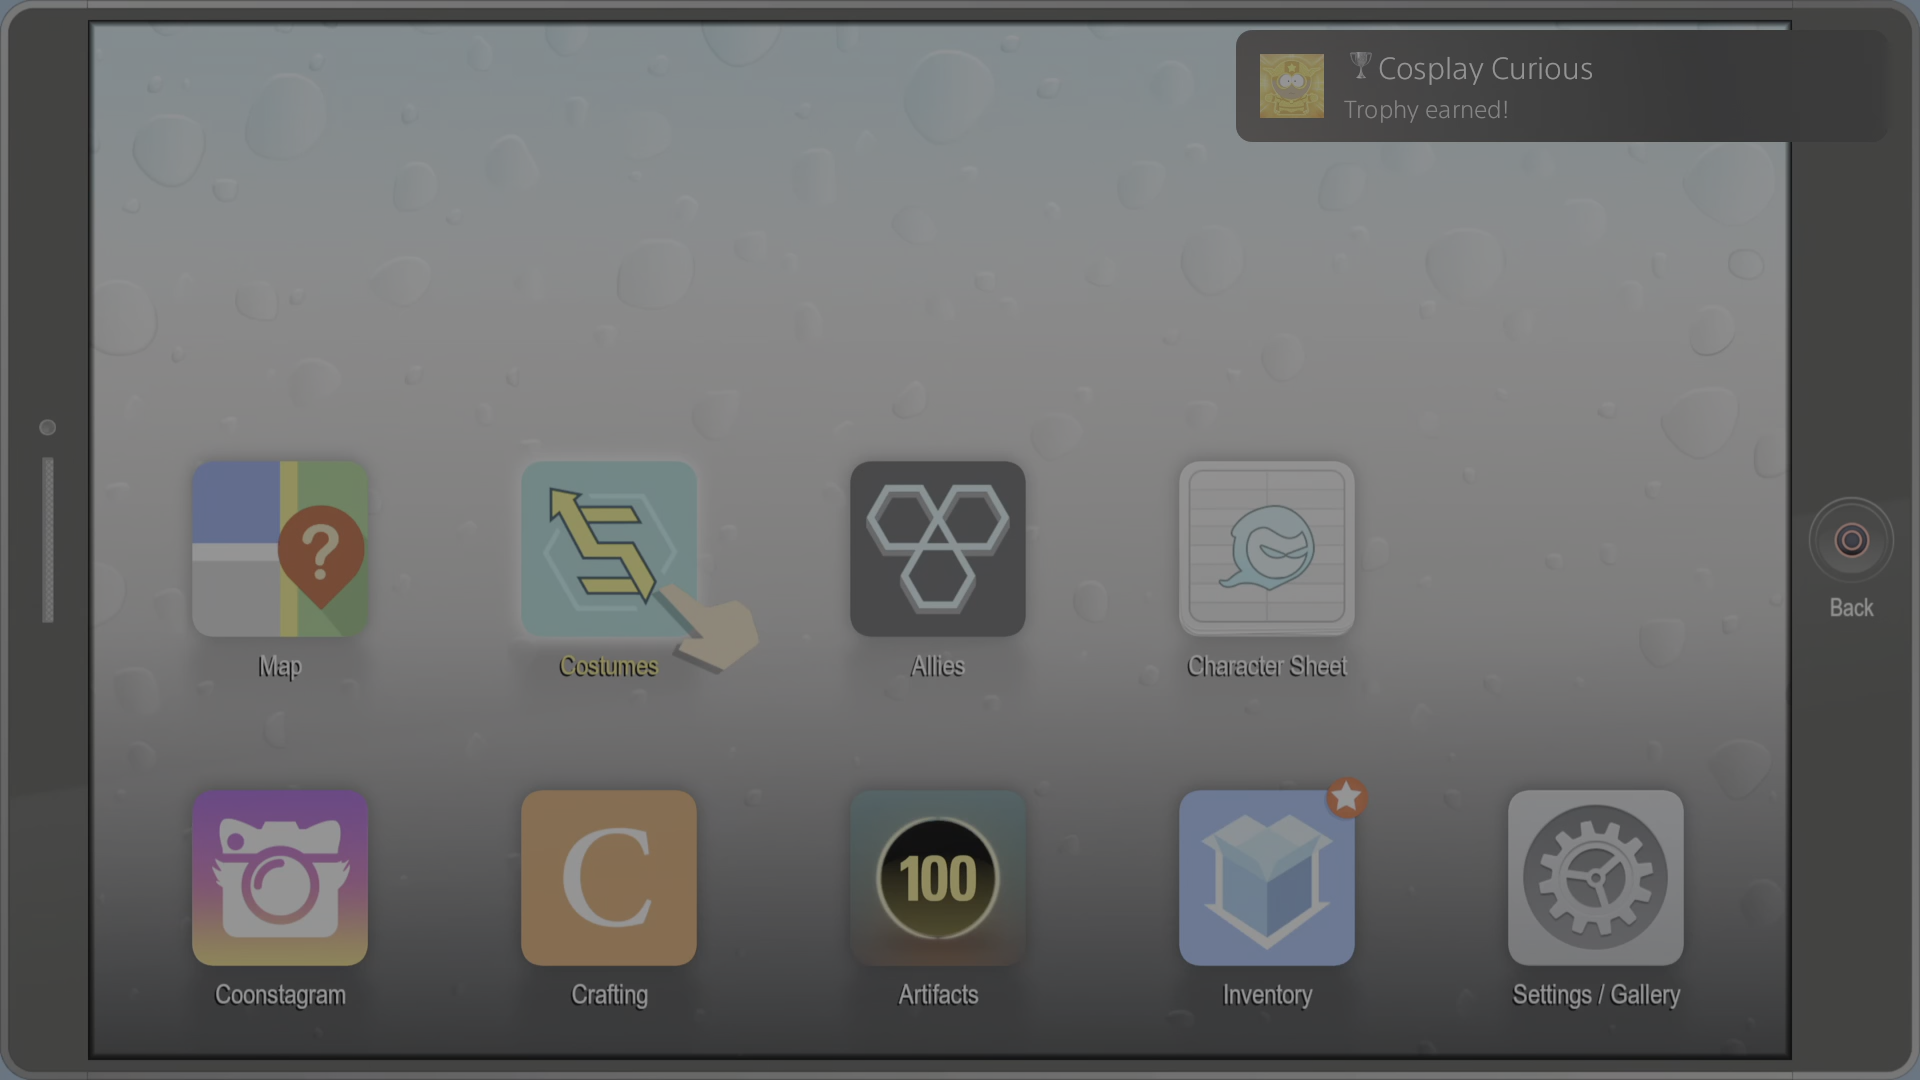 Cosplay Curious
Trophy earned!
?
Map
Costumes
Allies
Character Sheet
Back
C
100
Coonstagram
Crafting
Artifacts
Inventory
Settings / Gallery